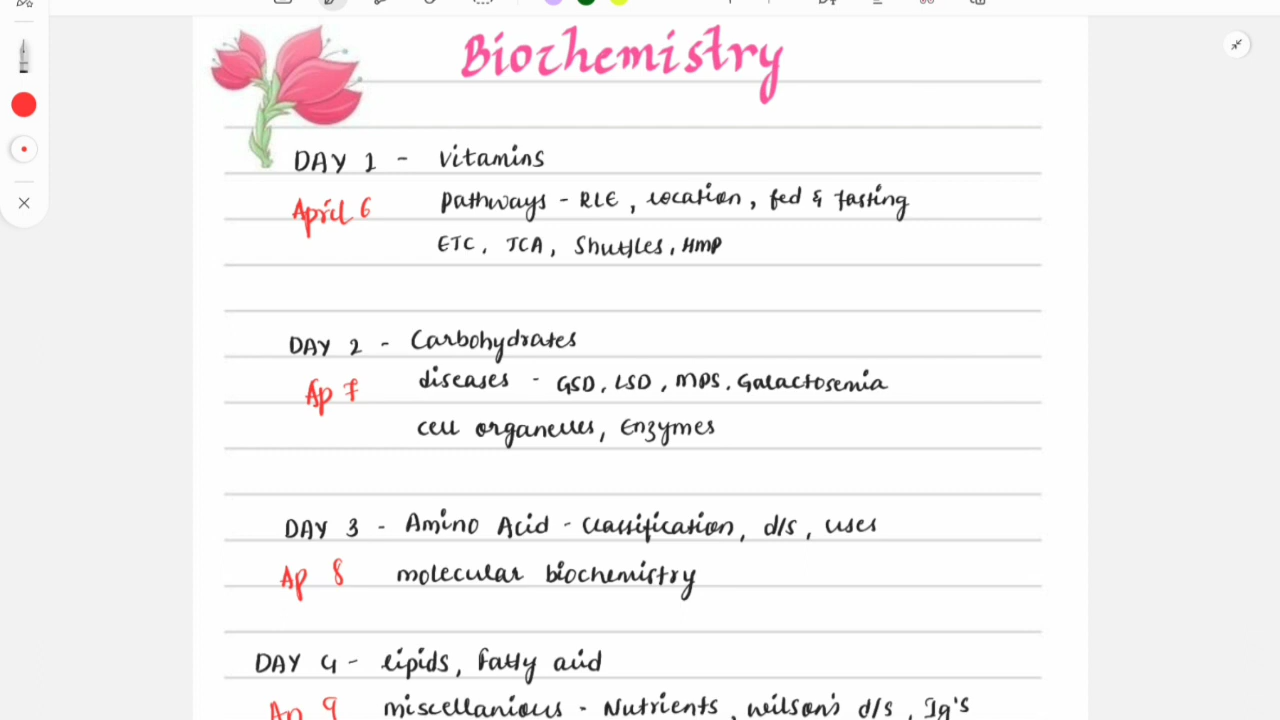 Biochemistry
DAY 1 - Vitamins
April 6 Pathways - RLE, location, fed & fasting
ETC, TCA, Shuttles, HMP
DAY 2 - Carbohydrates
Ap 7 diseases - GSD, LSD, MPS, Galactosemia
cell organelles, Enzymes
DAY 3 - Amino Acid - classification, d/s, uses
Ap 8 molecular biochemistry
DAY 4 - lipids, Fatty acid
Ap 9 miscellanious - Nutrients, wilson's d/s, Ig's